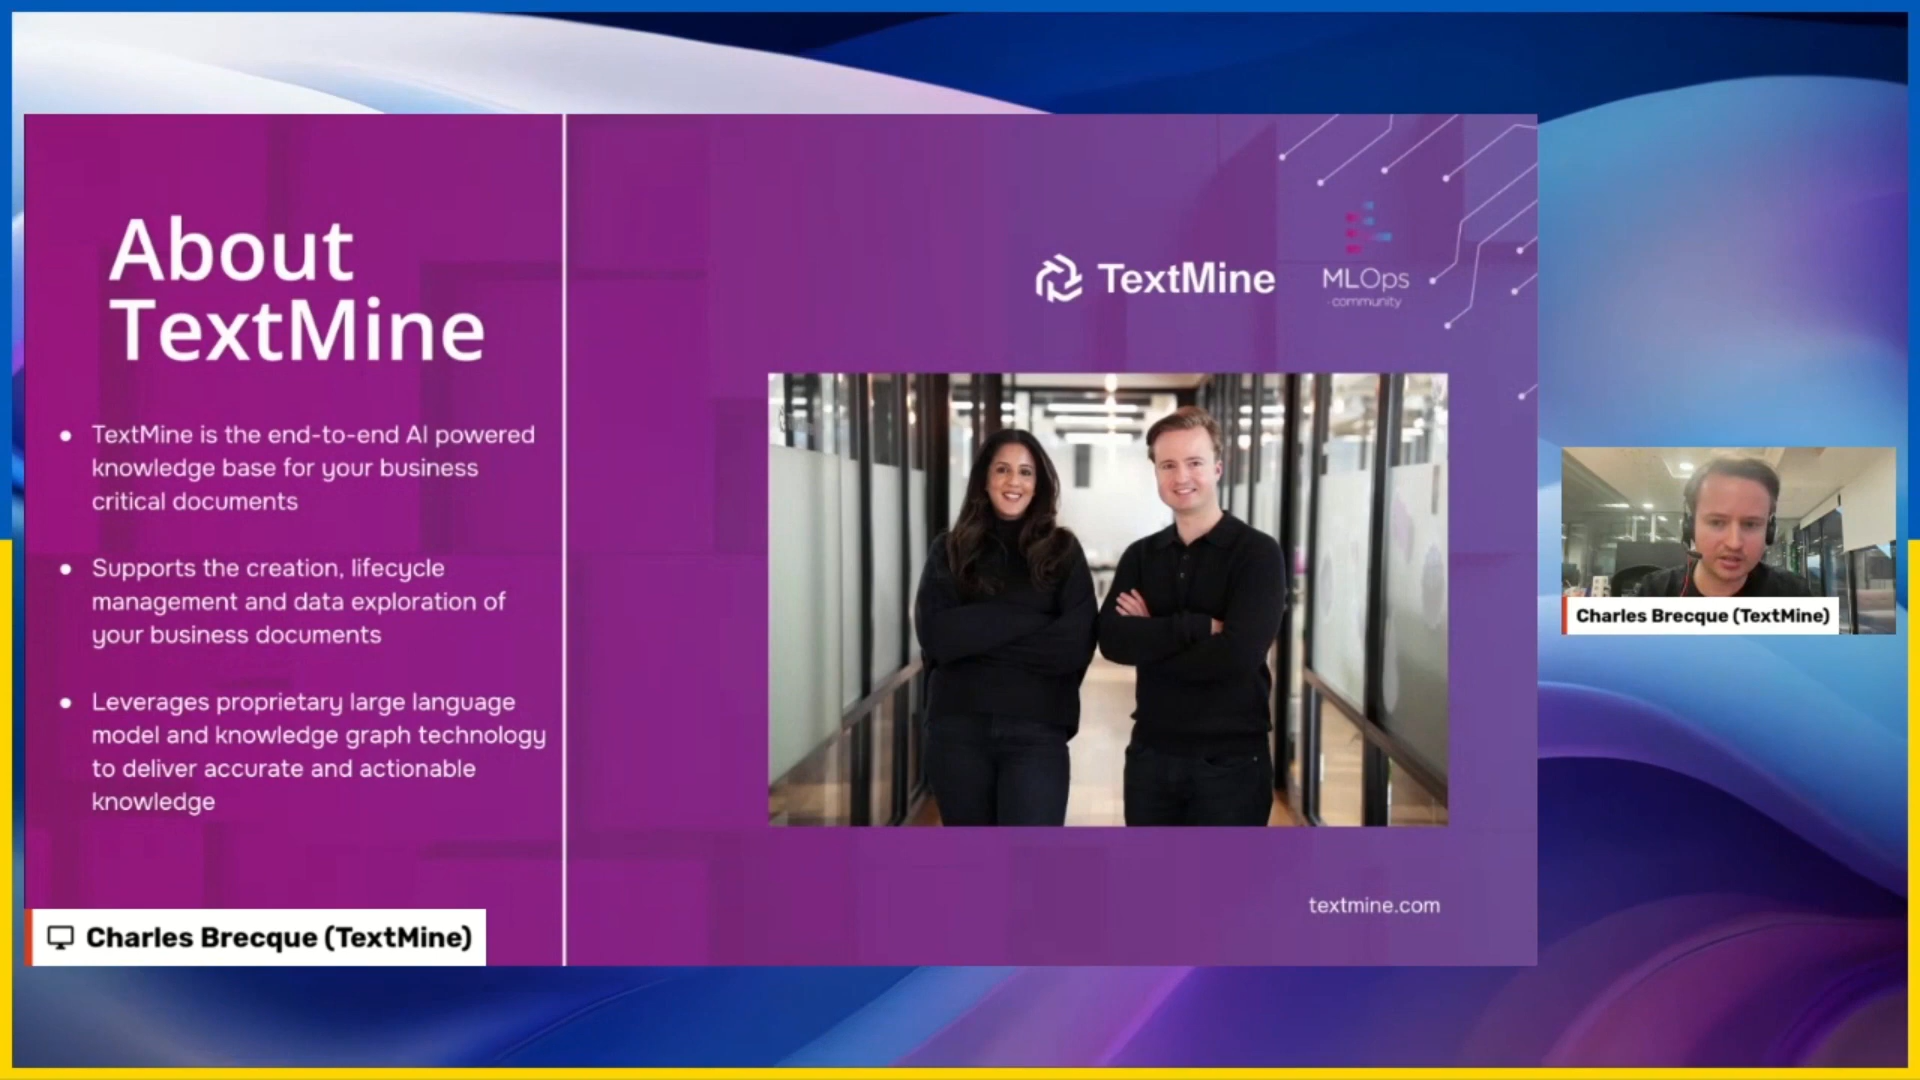 About
TextMine
TextMine is the end-to-end AI powered
knowledge base for your business
critical documents
Supports the creation, lifecycle
management and data exploration of
your business documents
Leverages proprietary large language
model and knowledge graph technology
to deliver accurate and actionable
knowledge
TextMine
MLOps
community
textmine.com
Charles Brecque (TextMine)
Charles Brecque (TextMine)